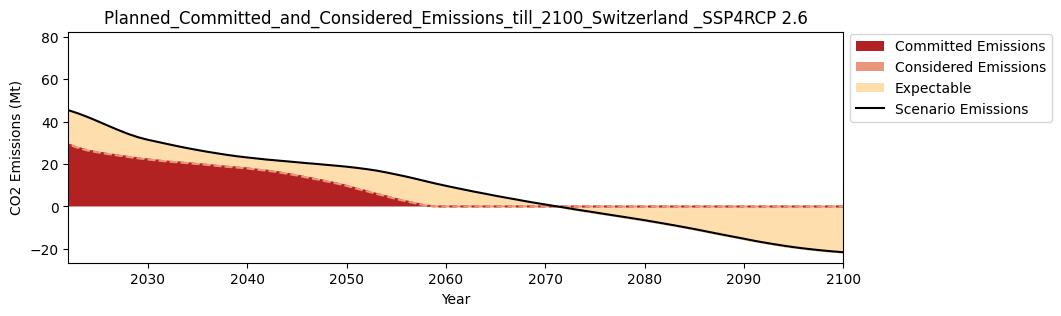 Planned_Committed_and_Considered_Emissions_till_2100_Switzerland _SSP4RCP 2.6
Committed Emissions
Considered Emissions
Expectable
Scenario Emissions
CO2 Emissions (Mt)
80
60
40
20
0
−20
2030 2040 2050 2060 2070 2080 2090 2100
Year